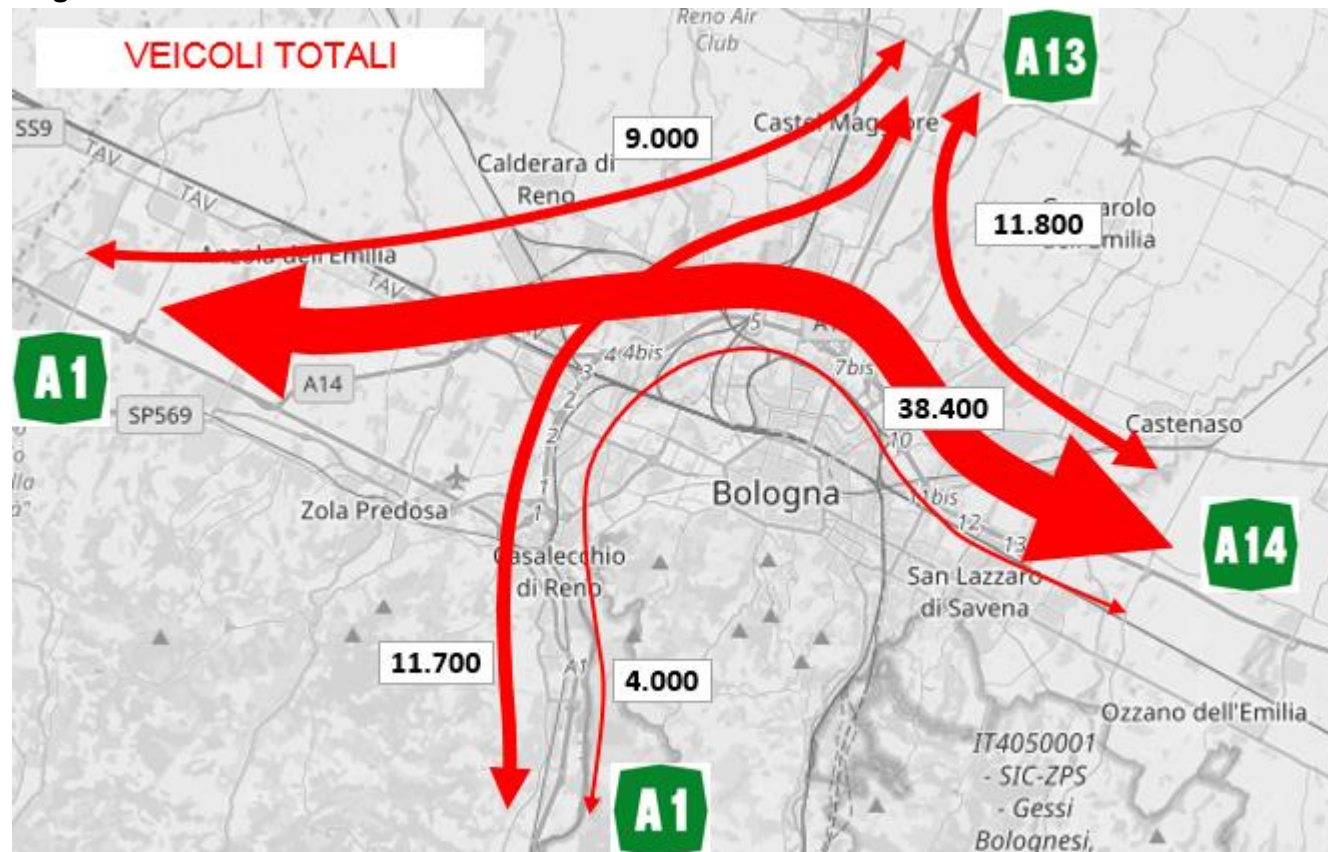 Reno Air
Club
VEICOLI TOTALI
A13
SS9
TAV
Castel Maggiore
9.000
Calderara di
Reno
TAV
11.800
Anzola dell'Emilia
TAV
5
4
4bis
3
7bis
A1
A14
2
SP569
38.400
Castenaso
2
10
1
Bologna
11bis
Zola Predosa
1
12
13
A14
Casalecchio
di Reno
San Lazzaro
di Savena
11.700
A1
4.000
Ozzano dell'Emilia
IT4050001
- SIC-ZPS
- Gessi
Bolognesi,
A1